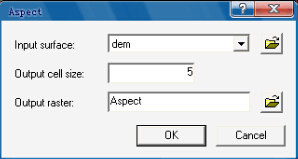 Aspect
Input surface: dem
Output cell size: 5
Output raster: Aspect
OK Cancel